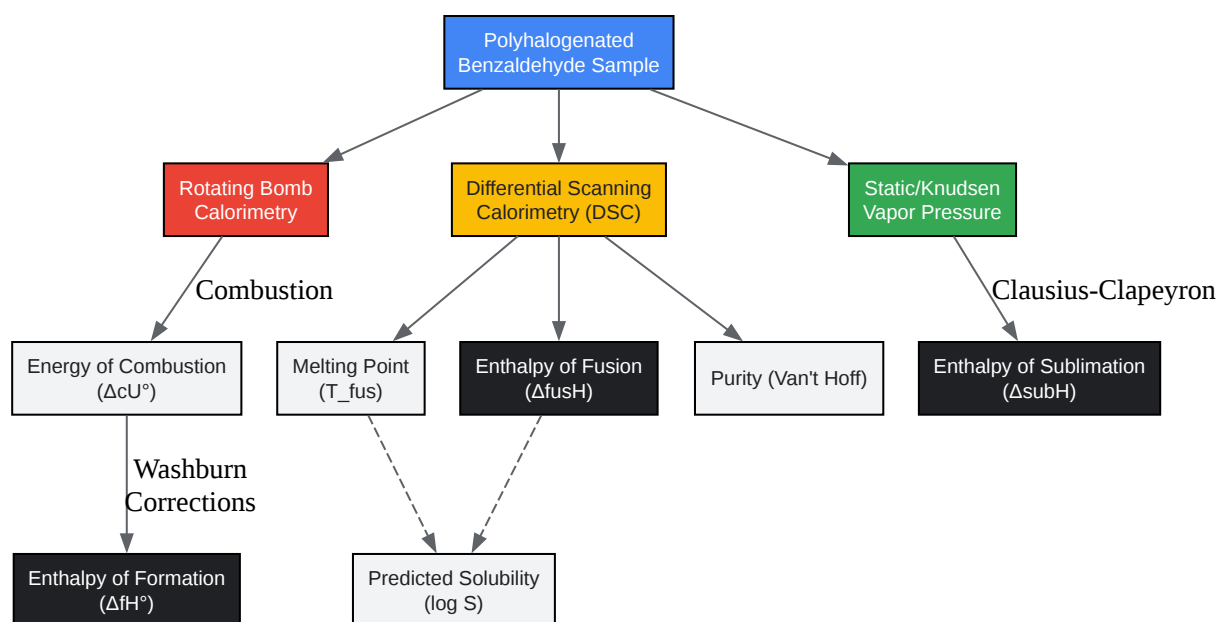 Polyhalogenated
Benzaldehyde Sample
Rotating Bomb
Calorimetry
Differential Scanning
Calorimetry (DSC)
Static/Knudsen
Vapor Pressure
Combustion
Clausius-Clapeyron
Energy of Combustion
(ΔcU°)
Melting Point
(T_fus)
Enthalpy of Fusion
(ΔfusH)
Purity (Van't Hoff)
Enthalpy of Sublimation
(ΔsubH)
Washburn
Corrections
Enthalpy of Formation
(ΔfH°)
Predicted Solubility
(log S)